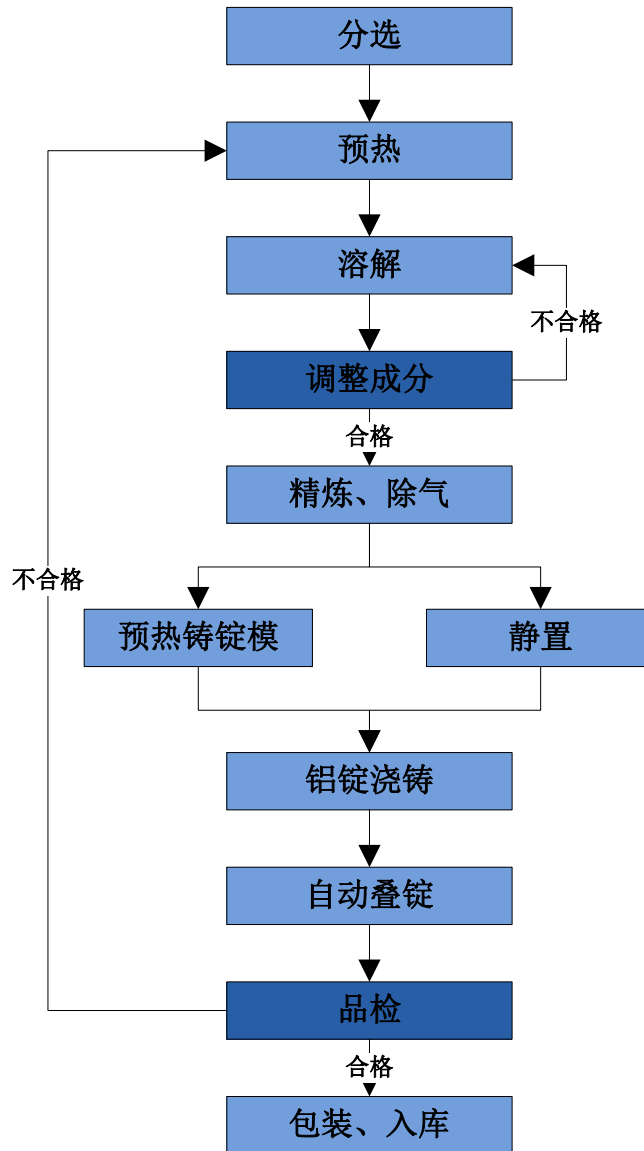 分选
预热
溶解
不合格
调整成分
合格
精炼、除气
不合格
预热铸锭模
静置
铝锭浇铸
自动叠锭
品检
合格
包装、入库